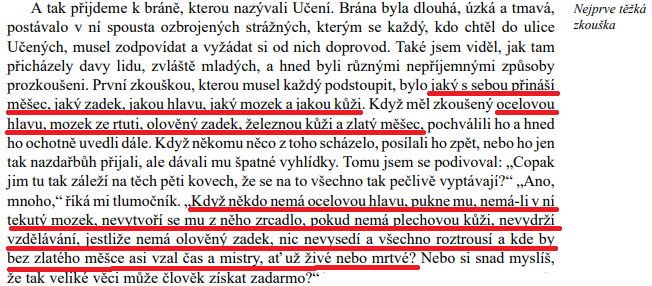 A tak přijdeme k bráně, kterou nazývali Učení. Brána byla dlouhá, úzká a tmavá,
postávalo v ní spousta ozbrojených strážných, kterým se každý, kdo chtěl do ulice
Učených, musel zodpovídat a vyžádat si od nich doprovod. Také jsem viděl, jak tam
přicházely davy lidu, zvláště mladých, a hned byli různými nepříjemnými způsoby
prozkoušeni. První zkouškou, kterou musel každý podstoupit, bylo jaký s sebou přináší
měšec, jaký zadek, jakou hlavu, jaký mozek a jakou kůži. Když měl zkoušený ocelovou
hlavu, mozek ze rtuti, olověný zadek, železnou kůži a zlatý měšec, pochválili ho a hned
ho ochotně uvedli dále. Když někomu něco z toho scházelo, posílali ho zpět, nebo ho jen
tak nazdařbůh přijali, ale dávali mu špatné vyhlídky. Tomu jsem se podivoval: „Copak
jim tu tak záleží na těch pěti kovech, že se na to všechno tak pečlivě vyptávají?“ „Ano,
mnoho,“ říká mi tlumočník. „Když někdo nemá ocelovou hlavu, pukne mu, nemá-li v ní
tekutý mozek, nevytvoří se mu z něho zrcadlo, pokud nemá plechovou kůži, nevydrží
vzdělávání, jestliže nemá olověný zadek, nic nevysedí a všechno roztrousí a kde by
bez zlatého měšce asi vzal čas a mistry, ať už živé nebo mrtvé? Nebo si snad myslíš,
že tak veliké věci může člověk získat zadarmo?“
Nejprve těžká
zkouška